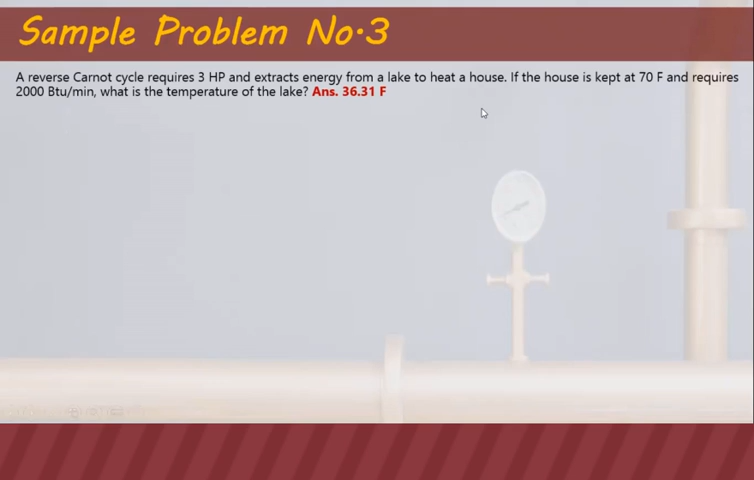 Sample Problem No.3
A reverse Carnot cycle requires 3 HP and extracts energy from a lake to heat a house. If the house is kept at 70 F and requires
2000 Btu/min, what is the temperature of the lake? Ans. 36.31 F